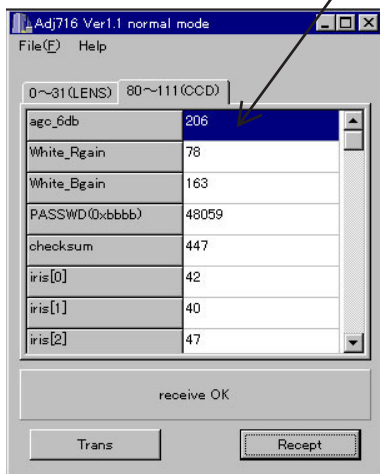 Adj716 Ver1.1 normal mode
File(F) Help
0～31(LENS) 80～111(CCD)
agc_6db 206
White_Rgain 78
White_Bgain 163
PASSWD(0xbbbb) 48059
checksum 447
iris[0] 42
iris[1] 40
iris[2] 47
receive OK
Trans Recept